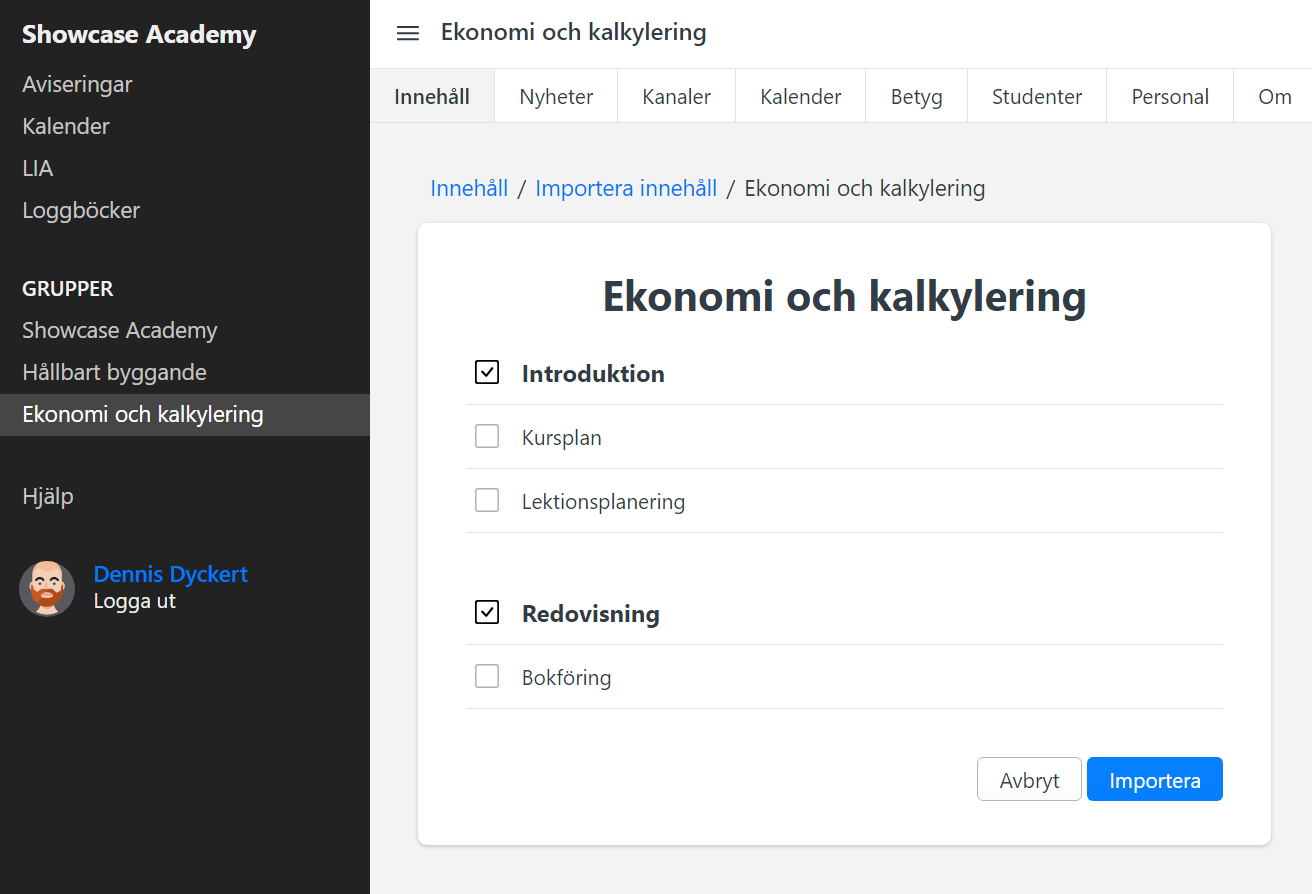 Showcase Academy
Aviseringar
Kalender
LIA
Loggböcker
GRUPPER
Showcase Academy
Hållbart byggande
Ekonomi och kalkylering
Hjälp
Dennis Dyckert
Logga ut
Ekonomi och kalkylering
Innehåll Nyheter Kanaler Kalender Betyg Studenter Personal Om
Innehåll / Importera innehåll / Ekonomi och kalkylering
Ekonomi och kalkylering
Introduktion
Kursplan
Lektionsplanering
Redovisning
Bokföring
Avbryt Importera